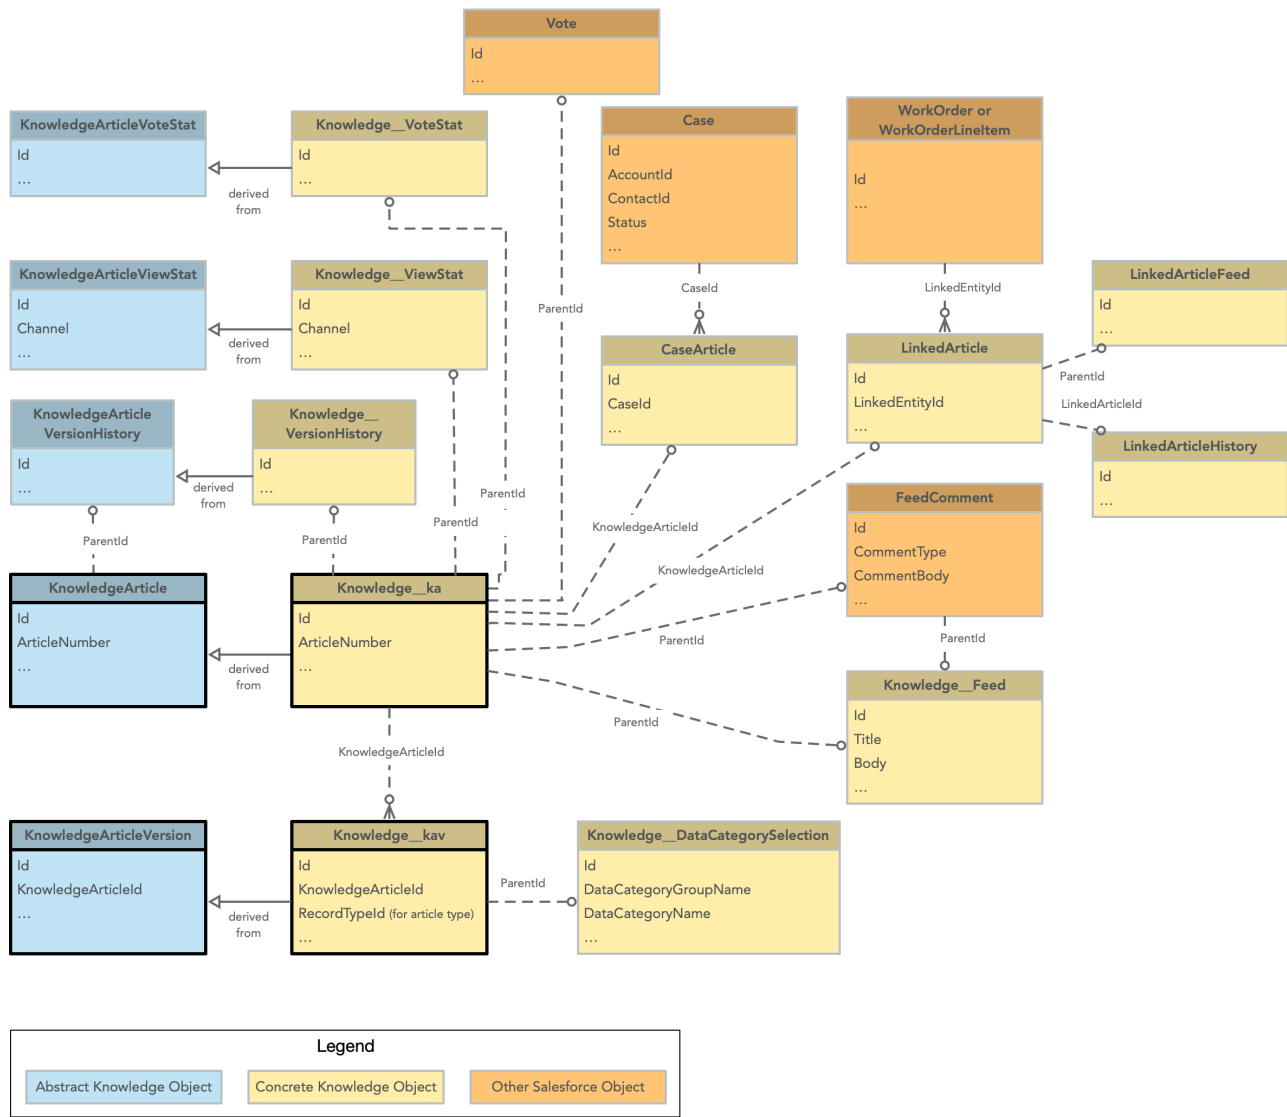 Vote
Id
...
KnowledgeArticleVoteStat
Id
...
derived
from
Knowledge__VoteStat
Id
...
Case
Id
AccountId
ContactId
Status
...
WorkOrder or
WorkOrderLineItem
Id
...
KnowledgeArticleViewStat
Id
Channel
...
derived
from
Knowledge__ViewStat
Id
Channel
...
ParentId
CaseId
LinkedEntityId
LinkedArticleFeed
Id
...
CaseArticle
Id
CaseId
...
LinkedArticle
Id
LinkedEntityId
...
ParentId
LinkedArticleId
LinkedArticleHistory
Id
...
KnowledgeArticle
VersionHistory
Id
...
derived
from
Knowledge__
VersionHistory
Id
...
ParentId
ParentId
ParentId
ParentId
KnowledgeArticleId
KnowledgeArticleId
FeedComment
Id
CommentType
CommentBody
...
KnowledgeArticle
Id
ArticleNumber
...
derived
from
Knowledge__ka
Id
ArticleNumber
...
ParentId
ParentId
ParentId
Knowledge__Feed
Id
Title
Body
...
KnowledgeArticleId
KnowledgeArticleVersion
Id
KnowledgeArticleId
...
derived
from
Knowledge__kav
Id
KnowledgeArticleId
RecordTypeId (for article type)
...
ParentId
Knowledge__DataCategorySelection
Id
DataCategoryGroupName
DataCategoryName
...
Legend
Abstract Knowledge Object
Concrete Knowledge Object
Other Salesforce Object